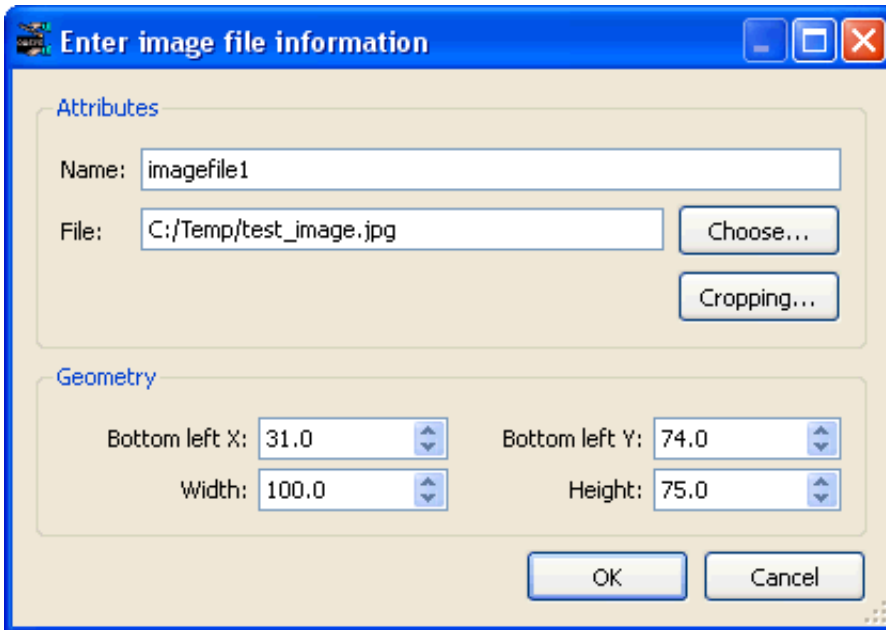 Enter image file information
Attributes
Name: imagefile1
File: C:/Temp/test_image.jpg Choose...
Cropping...
Geometry
Bottom left X: 31.0 Bottom left Y: 74.0
Width: 100.0 Height: 75.0
OK Cancel